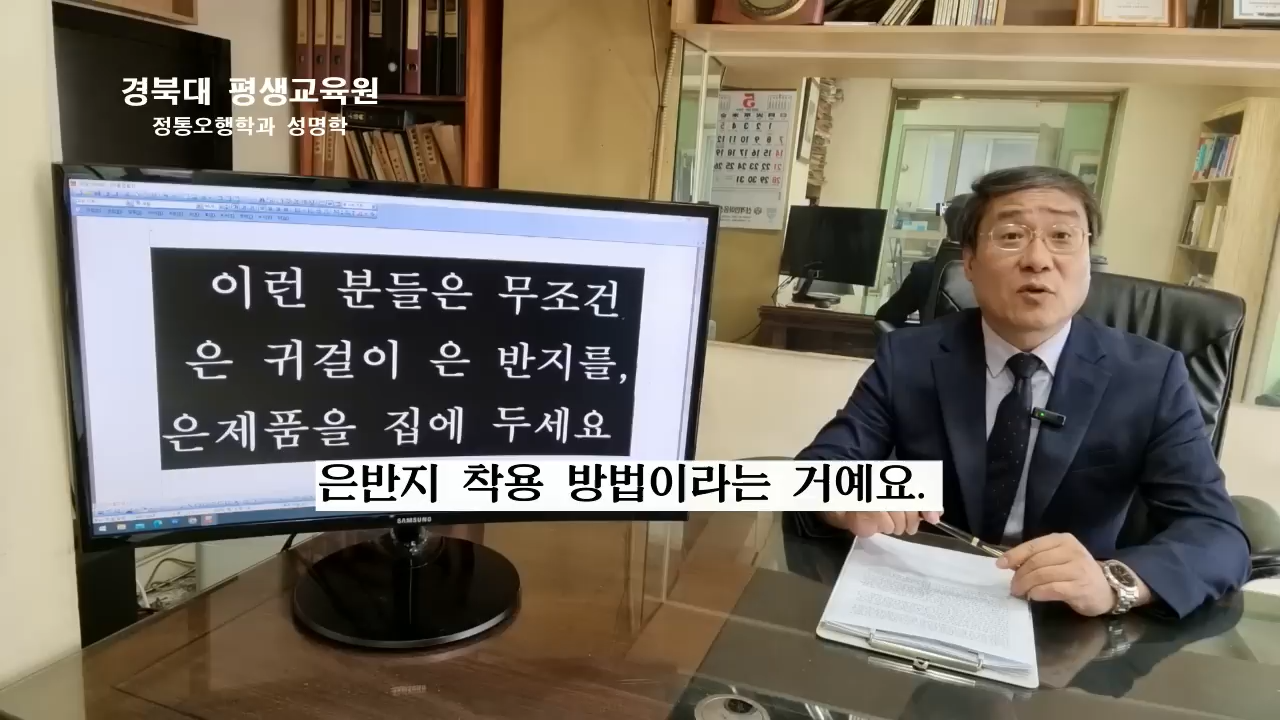 경북대 평생교육원
정통오행학과 성명학
이런 분들은 무조건
은 귀걸이 은 반지를,
은제품을 집에 두세요
은반지 착용 방법이라는 거예요.
SAMSUNG